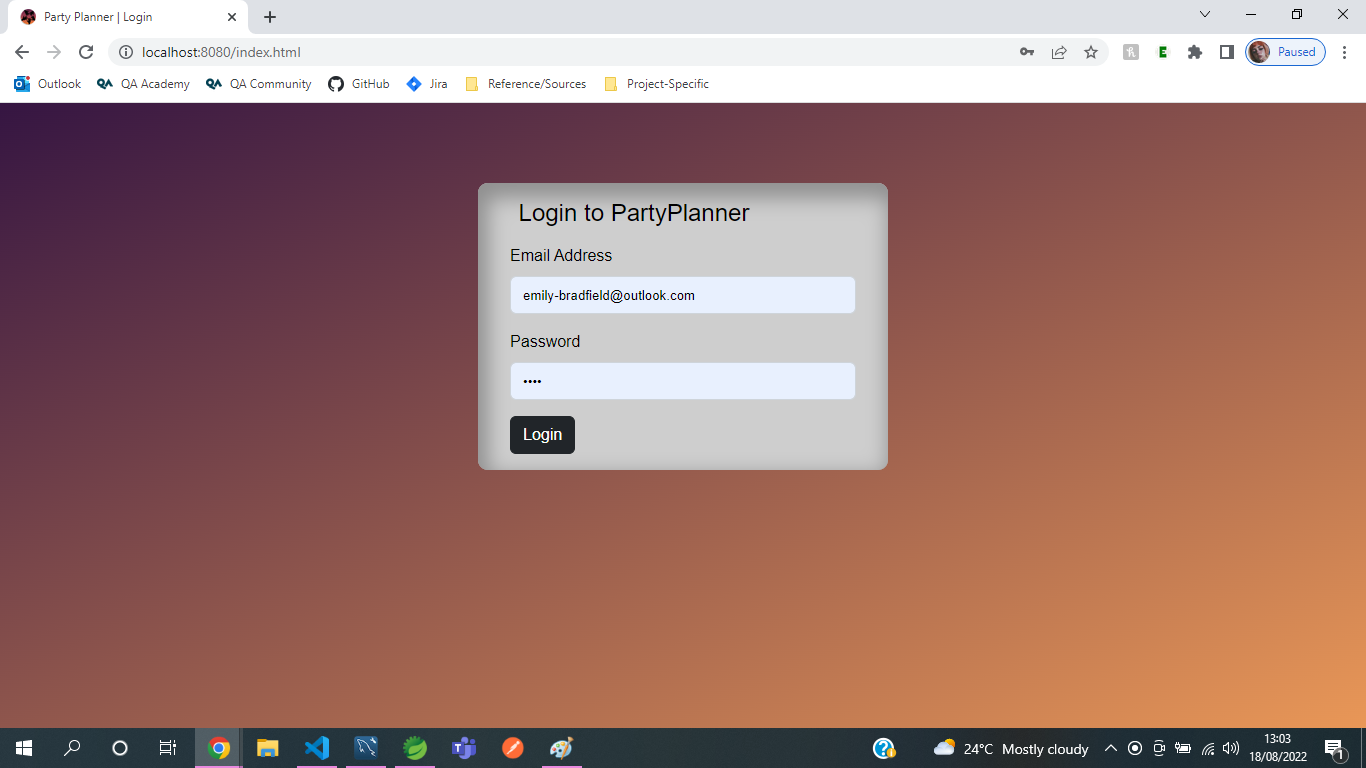 Party Planner | Login
localhost:8080/index.html
Paused
Outlook
QA Academy
QA Community
GitHub
Jira
Reference/Sources
Project-Specific
Login to PartyPlanner
Email Address
emily-bradfield@outlook.com
Password
••••
Login
24°C Mostly cloudy
13:03
18/08/2022
1